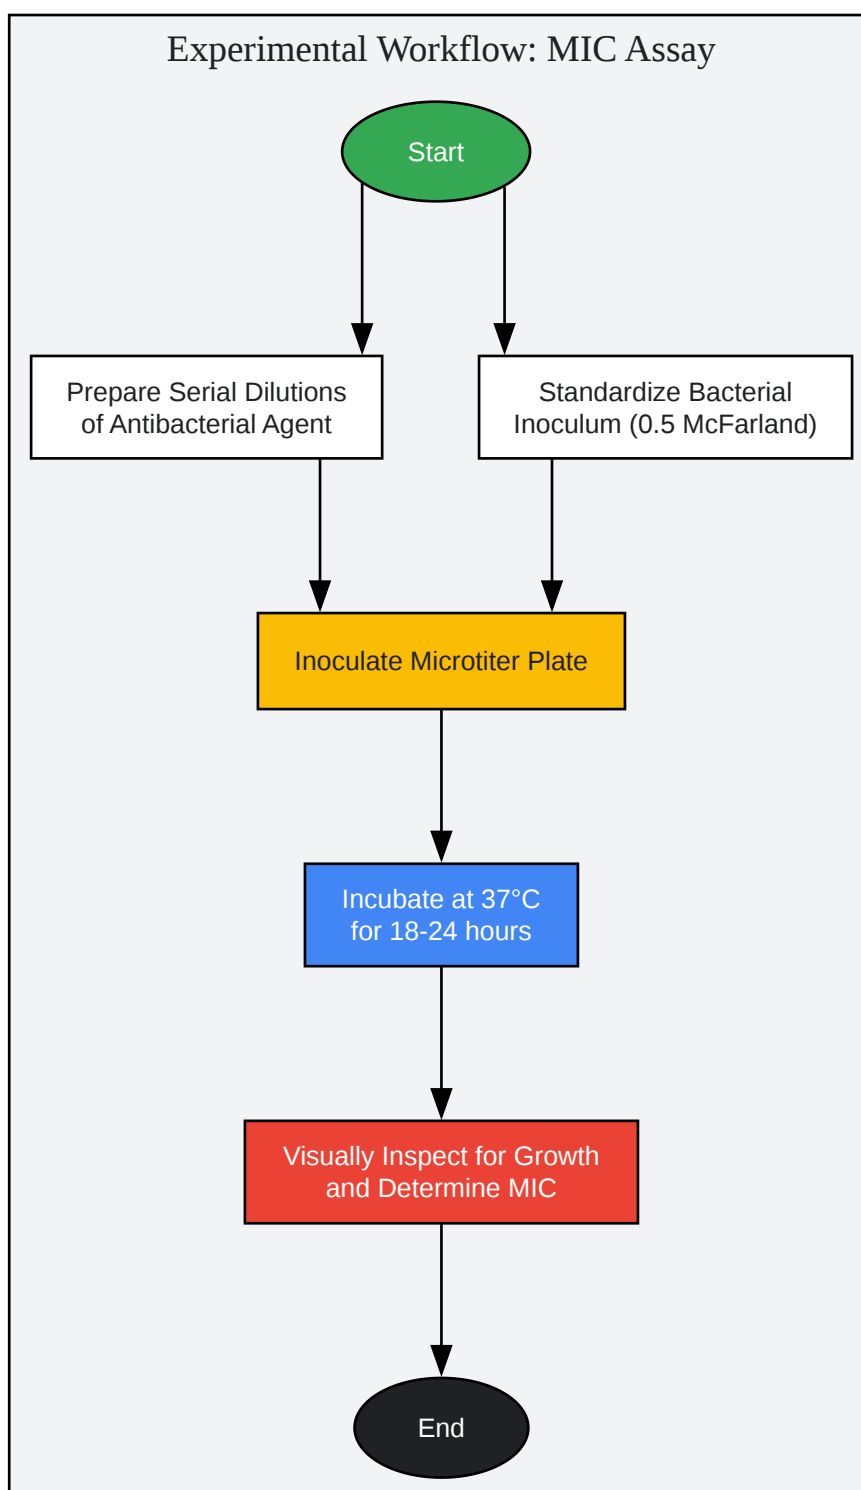 Experimental Workflow: MIC Assay
Start
Prepare Serial Dilutions
of Antibacterial Agent
Standardize Bacterial
Inoculum (0.5 McFarland)
Inoculate Microtiter Plate
Incubate at 37°C
for 18-24 hours
Visually Inspect for Growth
and Determine MIC
End